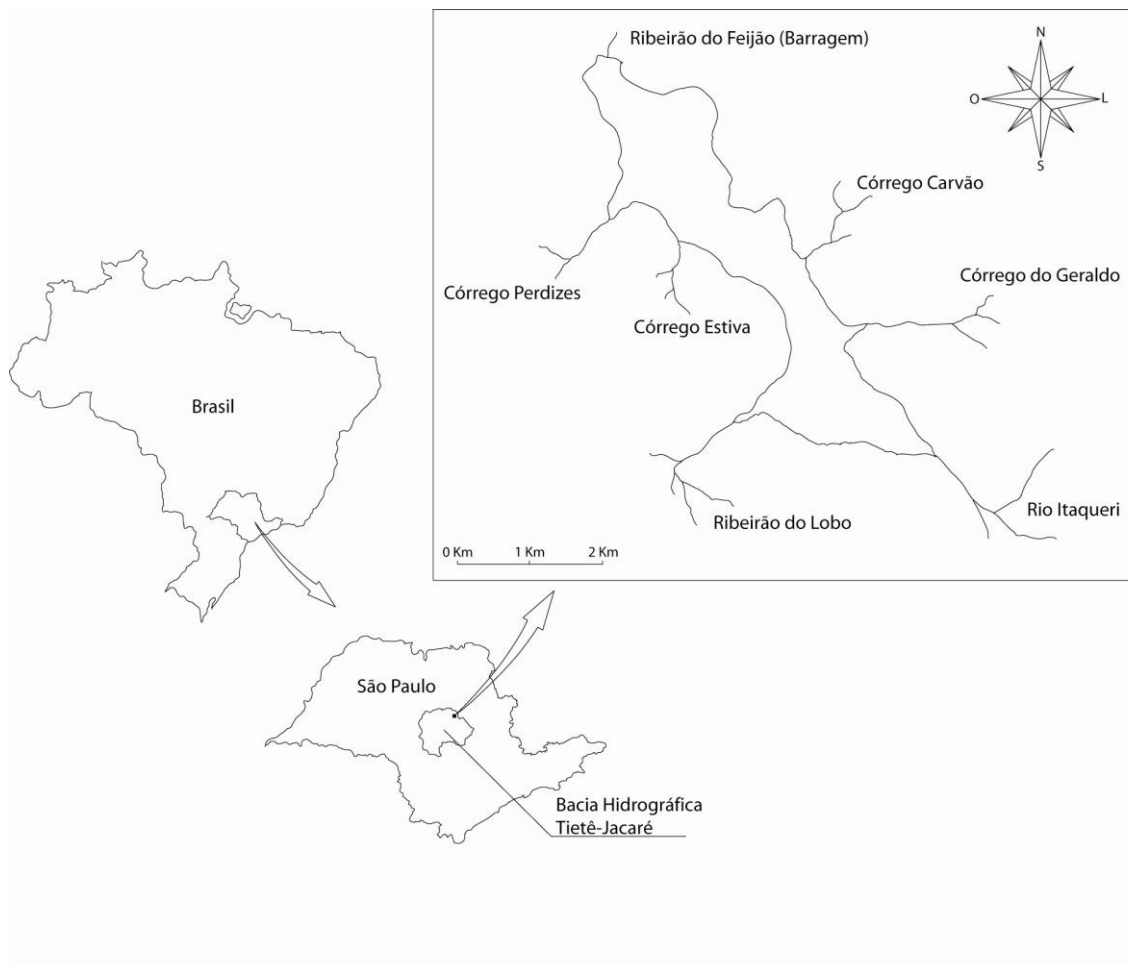 Ribeirão do Feijão (Barragem)
N
O
L
S
Córrego Carvão
Córrego do Geraldo
Córrego Perdizes
Córrego Estiva
Brasil
Ribeirão do Lobo
Rio Itaqueri
0 Km 1 Km 2 Km
São Paulo
Bacia Hidrográfica
Tietê-Jacaré